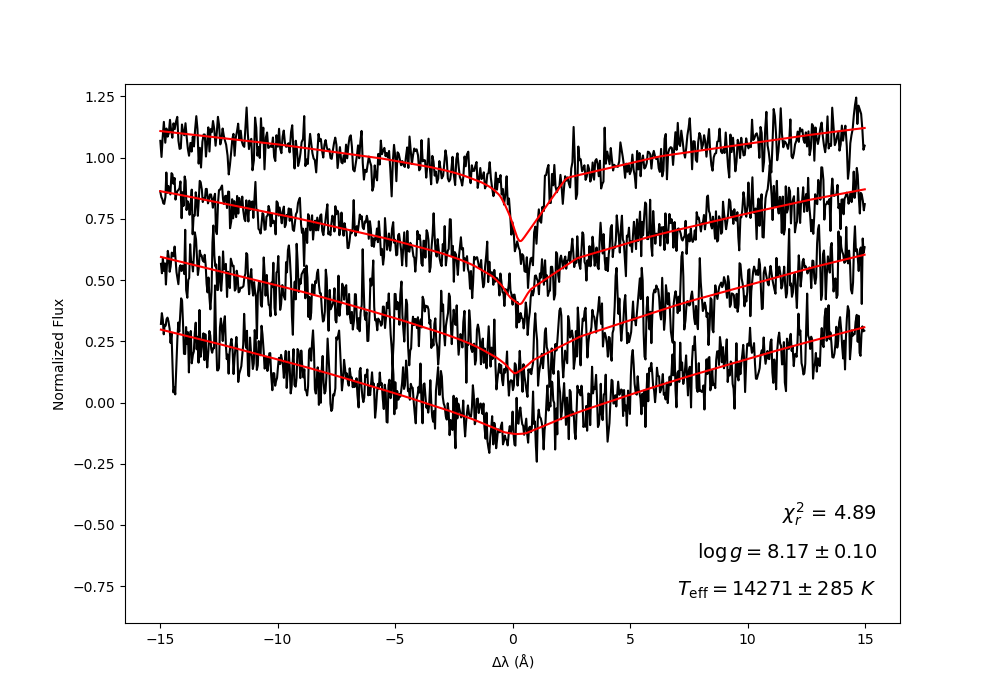 1.25
1.00
0.75
0.50
0.25
0.00
−0.25
−0.50
−0.75
Normalized Flux
χ²ᵣ = 4.89
log g = 8.17 ± 0.10
T_eff = 14271 ± 285 K
−15 −10 −5 0 5 10 15
Δλ (Å)